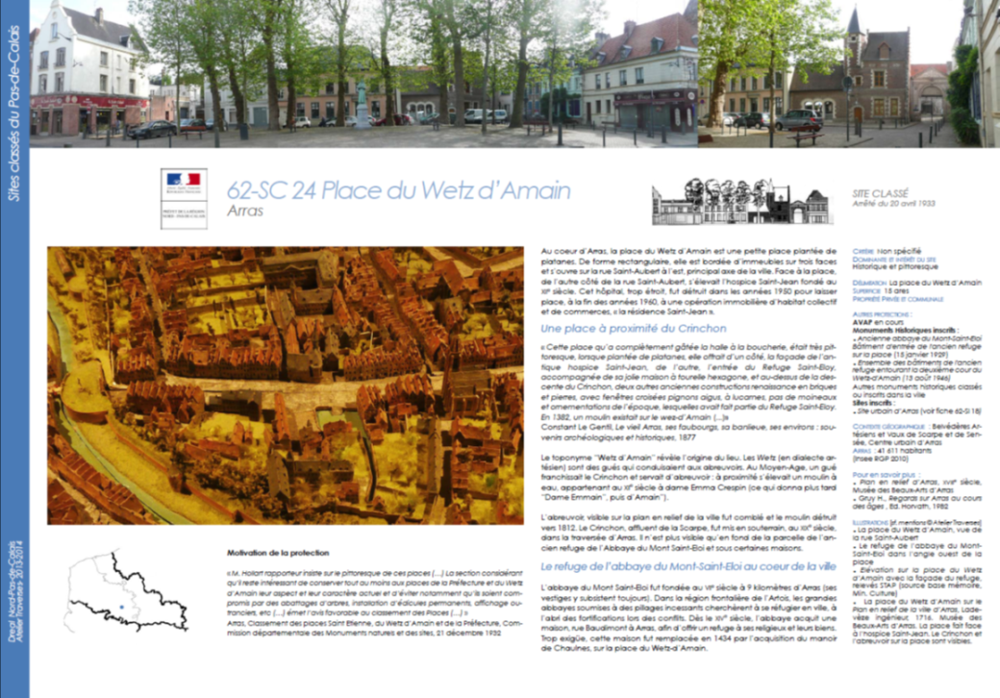 Sites classés du Pas-de-Calais
62-SC 24 Place du Wetz d'Amain
Arras
SITE CLASSÉ
Arrêté du 20 avril 1933
Au coeur d'Arras, la place du Wetz d'Amain est une petite place plantée de
platanes. De forme rectangulaire, elle est bordée d'immeubles sur trois faces
et s'ouvre sur la rue Saint-Aubert à l'est, principal axe de la ville. Face à la place,
de l'autre côté de la rue Saint-Aubert, s'élevait l'hospice Saint-Jean fondé au
XIIe siècle. Cet hôpital, trop étroit, fut détruit dans les années 1950 pour laisser
place, à la fin des années 1960, à une opération immobilière d'habitat collectif
et de commerces, « la résidence Saint-Jean ».
Une place à proximité du Crinchon
« Cette place qu'a complètement gâtée la halle à la boucherie, était très pit-
toresque, lorsque plantée de platanes, elle offrait d'un côté, la façade de l'an-
tique hospice Saint-Jean, de l'autre, l'entrée du Refuge Saint-Eloy,
accompagnée de sa jolie maison à tourelle hexagone, et au-dessus de la des-
cente du Crinchon, deux autres anciennes constructions renaissance en briques
et pierres, avec fenêtres croisées pignons aigus, à lucarnes, pas de moineaux
et ornementations de l'époque, lesquelles avait fait partie du Refuge Saint-Eloy.
En 1382, un moulin existait sur le wez-d'Amain (...)»
Constant Le Gentil, Le vieil Arras, ses faubourgs, sa banlieue, ses environs : sou-
venirs archéologiques et historiques, 1877
Le toponyme "Wetz d'Amain" révèle l'origine du lieu. Les Wetz (en dialecte ar-
tésien) sont des gués qui conduisaient aux abreuvoirs. Au Moyen-Age, un gué
franchissait le Crinchon et servait d'abreuvoir : à proximité s'élevait un moulin à
eau, appartenant au XIIe siècle à dame Emma Crespin (ce qui donna plus tard
"Dame Emmain", puis d'Amain").
L'abreuvoir, visible sur le plan en relief de la ville fut comblé et le moulin détruit
vers 1812. Le Crinchon, affluent de la Scarpe, fut mis en souterrain, au XIXe siècle,
dans la traversée d'Arras. Il n'est plus visible qu'en fond de la parcelle de l'an-
cien refuge de l'Abbaye du Mont Saint-Eloi et sous certaines maisons.
Le refuge de l'abbaye du Mont-Saint-Eloi au coeur de la ville
L'abbaye du Mont Saint-Eloi fut fondée au VIIe siècle à 9 kilomètres d'Arras (ses
vestiges y subsistent toujours). Dans la région frontalière de l'Artois, les grandes
abbayes soumises à des pillages incessants cherchèrent à se réfugier en ville, à
l'abri des fortifications lors des conflits. Dès le XIVe siècle, l'abbaye acquit une
maison, rue Baudimont à Arras, afin d'offrir un refuge à ses religieux et leurs biens.
Trop exigüe, cette maison fut remplacée en 1434 par l'acquisition du manoir
de Chaulnes, sur la place du Wetz-d'Amain.
CRITÈRE Non spécifié
DOMINANTE ET INTÉRÊT DU SITE
Historique et pittoresque
DÉLIMITATION La place du Wetz d'Amain
SUPERFICIE 15 ares
PROPRIÉTÉ PRIVÉE ET COMMUNALE
AUTRES PROTECTIONS :
AVAP en cours
Monuments Historiques inscrits :
. Ancienne abbaye du Mont-Saint-Eloi
Bâtiment d'entrée de l'ancien refuge
sur la place (15 janvier 1929)
. Ensemble des bâtiments de l'ancien
refuge entourant la deuxième cour du
Wetz-d'Amain (13 août 1946)
Autres monuments historiques classés
ou inscrits dans la ville
Sites inscrits :
. Site urbain d'Arras (voir fiche 62-SI 18)
CONTEXTE GÉOGRAPHIQUE : Belvédères Ar-
tésiens et Vaux de Scarpe et de Sen-
sée, Centre urbain d'Arras
ARRAS : 41 611 habitants
(Insee RGP 2010)
Pour en savoir plus :
. Plan en relief d'Arras, XVIIIe siècle,
Musée des Beaux-Arts d'Arras
. Gruy H., Regards sur Arras au cours
des âges , Ed. Horvath, 1982
ILLUSTRATIONS (sf. mentions ©Atelier Traverses)
. La place du Wetz d'Amain, vue de
la rue Saint-Aubert
. Le refuge de l'abbaye du Mont-
Saint-Eloi dans l'angle ouest de la
place
. Elévation sur la place du Wetz
d'Amain avec la façade du refuge,
relevés STAP (source base mémoire,
Min. Culture)
. La place du Wetz d'Amain sur le
Plan en relief de la ville d'Arras, Lade-
vèse ingénieur, 1716. Musée des
Beaux-Arts d'Arras. La place fait face
à l'hospice Saint-Jean. Le Crinchon et
l'abreuvoir sur la place sont visibles.
Motivation de la protection
« M. Hollart rapporteur insiste sur le pittoresque de ces places (...) La section considérant
qu'il reste intéressant de conserver tout au moins aux places de la Préfecture et du Wetz
d'Amain leur aspect et leur caractère actuel et d'éviter notamment qu'ils soient com-
promis par des abattages d'arbres, installation d'édicules permanents, affichage ou-
tranciers, etc (...) émet l'avis favorable au classement des Places (...) »
Arras, Classement des places Saint Etienne, du Wetz d'Amain et de la Préfecture, Com-
mission départementale des Monuments naturels et des sites, 21 décembre 1932
Dreal Nord-Pas-de-Calais
Atelier Traverses 2013-2014